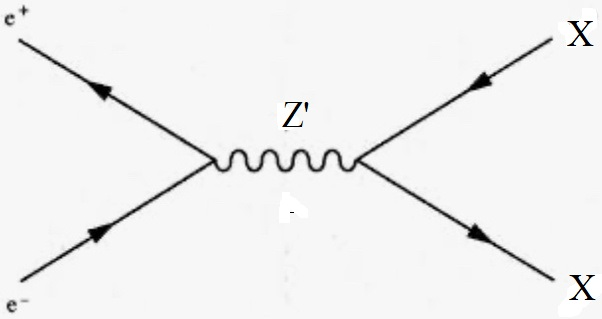 e⁺ X
Z'
e⁻ X